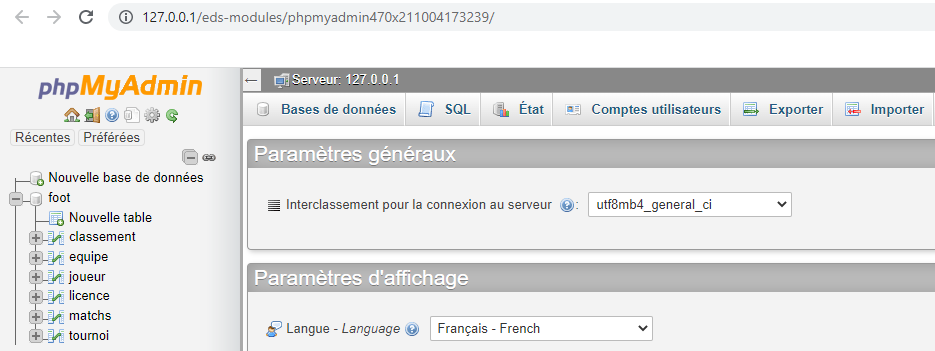 127.0.0.1/eds-modules/phpmyadmin470x211004173239/
phpMyAdmin
Récentes Préférées
Nouvelle base de données
foot
Nouvelle table
classement
equipe
joueur
licence
matchs
tournoi
Serveur: 127.0.0.1
Bases de données SQL État Comptes utilisateurs Exporter Importer
Paramètres généraux
Interclassement pour la connexion au serveur : utf8mb4_general_ci
Paramètres d'affichage
Langue - Language Français - French